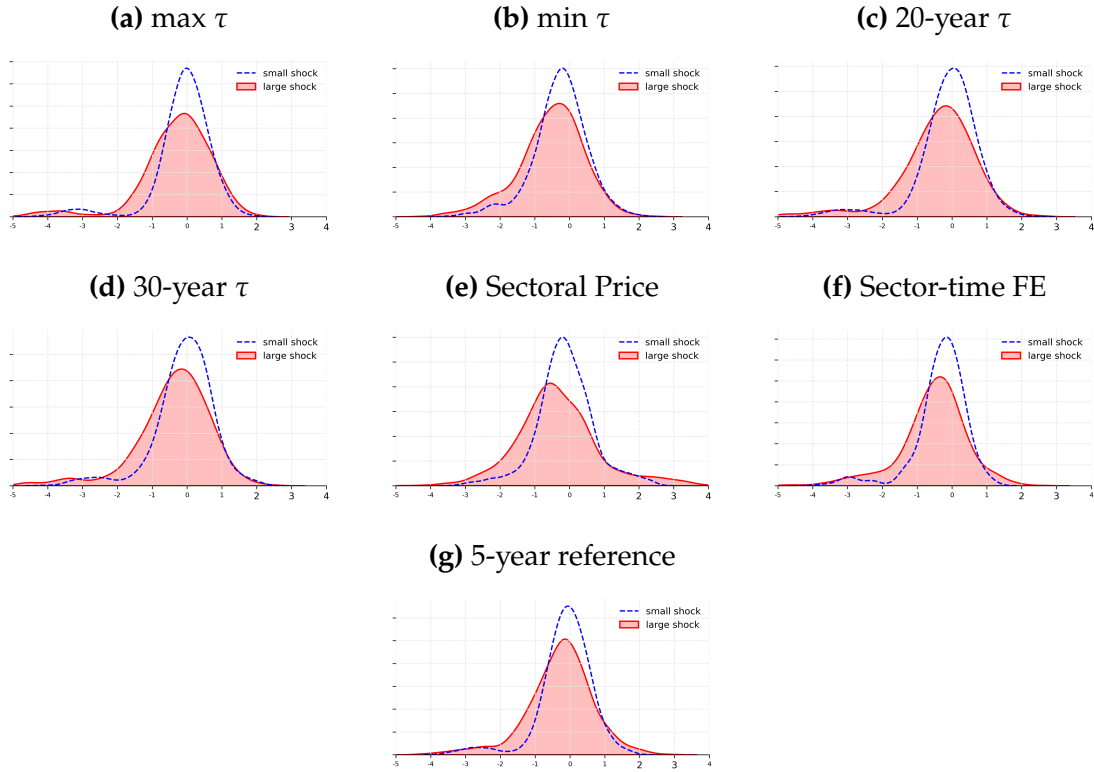 (a) max τ
(b) min τ
(c) 20-year τ
small shock
large shock
-5 -4 -3 -2 -1 0 1 2 3 4
small shock
large shock
-5 -4 -3 -2 -1 0 1 2 3 4
small shock
large shock
-5 -4 -3 -2 -1 0 1 2 3 4
(d) 30-year τ
(e) Sectoral Price
(f) Sector-time FE
small shock
large shock
-5 -4 -3 -2 -1 0 1 2 3 4
small shock
large shock
-5 -4 -3 -2 -1 0 1 2 3 4
small shock
large shock
-5 -4 -3 -2 -1 0 1 2 3 4
(g) 5-year reference
small shock
large shock
-5 -4 -3 -2 -1 0 1 2 3 4